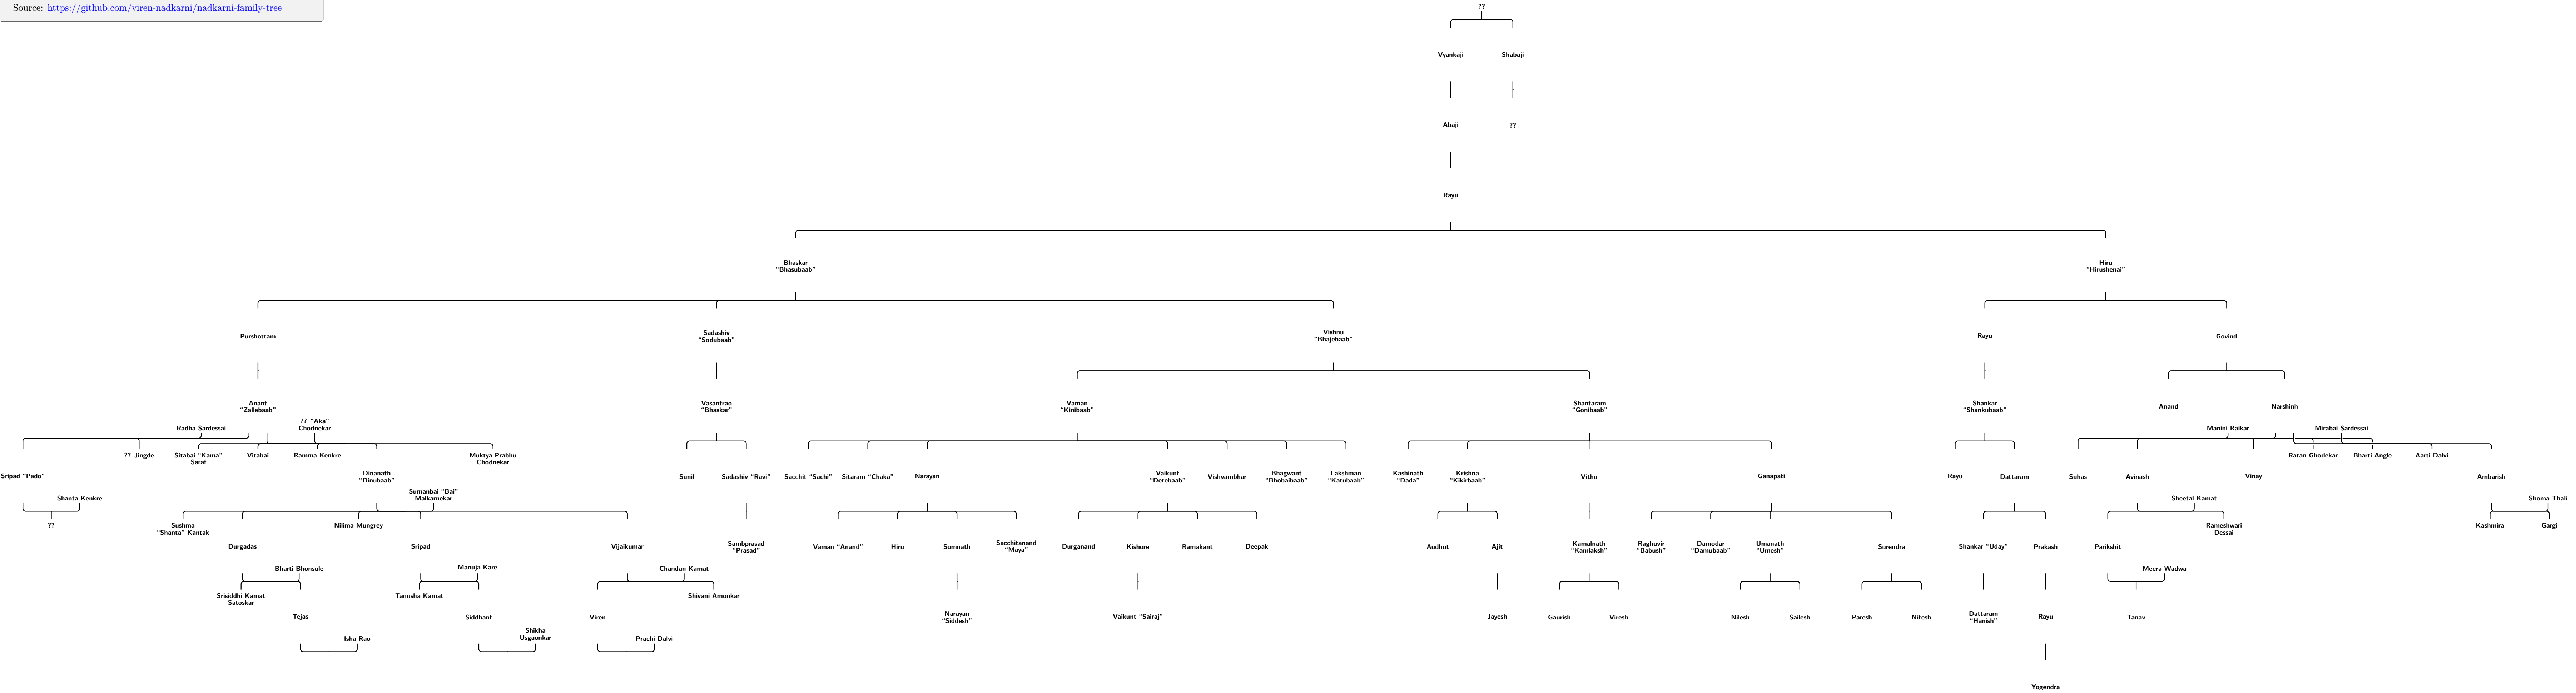 Source: https://github.com/viren-nadkarni/nadkarni-family-tree
??
Vyankaji
Shabaji
Abaji
??
Rayu
Bhaskar
“Bhasubaab”
Hiru
“Hirushenai”
Purshottam
Sadashiv
“Sodubaab”
Vishnu
“Bhajebaab”
Rayu
Govind
Anant
“Zallebaab”
Vasantrao
“Bhaskar”
Vaman
“Kinibaab”
Shantaram
“Gonibaab”
Shankar
“Shankubaab”
Anand
Narshinh
Radha Sardessai
?? “Aka”
Chodnekar
Manini Raikar
Mirabai Sardessai
?? Jingde
Sitabai “Kama”
Saraf
Vitabai
Ramma Kenkre
Muktya Prabhu
Chodnekar
Ratan Ghodekar
Bharti Angle
Aarti Dalvi
Sripad “Pado”
Dinanath
“Dinubaab”
Sunil
Sadashiv “Ravi”
Sacchit “Sachi”
Sitaram “Chaka”
Narayan
Vaikunt
“Detebaab”
Vishvambhar
Bhagwant
“Bhobaibaab”
Lakshman
“Katubaab”
Kashinath
“Dada”
Krishna
“Kikirbaab”
Vithu
Ganapati
Rayu
Dattaram
Suhas
Avinash
Vinay
Ambarish
Shanta Kenkre
Sumanbai “Bai”
Malkarnekar
Sheetal Kamat
Shoma Thali
??
Sushma
“Shanta” Kantak
Nilima Mungrey
Rameshwari
Dessai
Kashmira
Gargi
Durgadas
Sripad
Vijaikumar
Sambprasad
“Prasad”
Vaman “Anand”
Hiru
Somnath
Sacchitanand
“Maya”
Durganand
Kishore
Ramakant
Deepak
Audhut
Ajit
Kamalnath
“Kamlaksh”
Raghuvir
“Babush”
Damodar
“Damubaab”
Umanath
“Umesh”
Surendra
Shankar “Uday”
Prakash
Parikshit
Bharti Bhonsule
Manuja Kare
Chandan Kamat
Meera Wadwa
Srisiddhi Kamat
Satoskar
Tanusha Kamat
Shivani Amonkar
Tejas
Siddhant
Viren
Narayan
“Siddesh”
Vaikunt “Sairaj”
Jayesh
Gaurish
Viresh
Nilesh
Sailesh
Paresh
Nitesh
Dattaram
“Hanish”
Rayu
Tanav
Isha Rao
Shikha
Usgaonkar
Prachi Dalvi
Yogendra